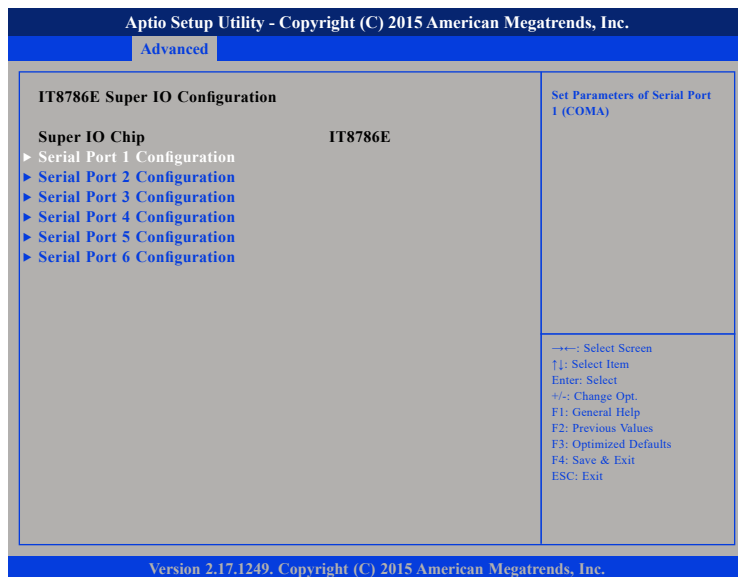 Aptio Setup Utility - Copyright (C) 2015 American Megatrends, Inc.
Advanced
IT8786E Super IO Configuration
Super IO Chip IT8786E
▶ Serial Port 1 Configuration
▶ Serial Port 2 Configuration
▶ Serial Port 3 Configuration
▶ Serial Port 4 Configuration
▶ Serial Port 5 Configuration
▶ Serial Port 6 Configuration
Set Parameters of Serial Port
1 (COMA)
→←: Select Screen
↑↓: Select Item
Enter: Select
+/-: Change Opt.
F1: General Help
F2: Previous Values
F3: Optimized Defaults
F4: Save & Exit
ESC: Exit
Version 2.17.1249. Copyright (C) 2015 American Megatrends, Inc.